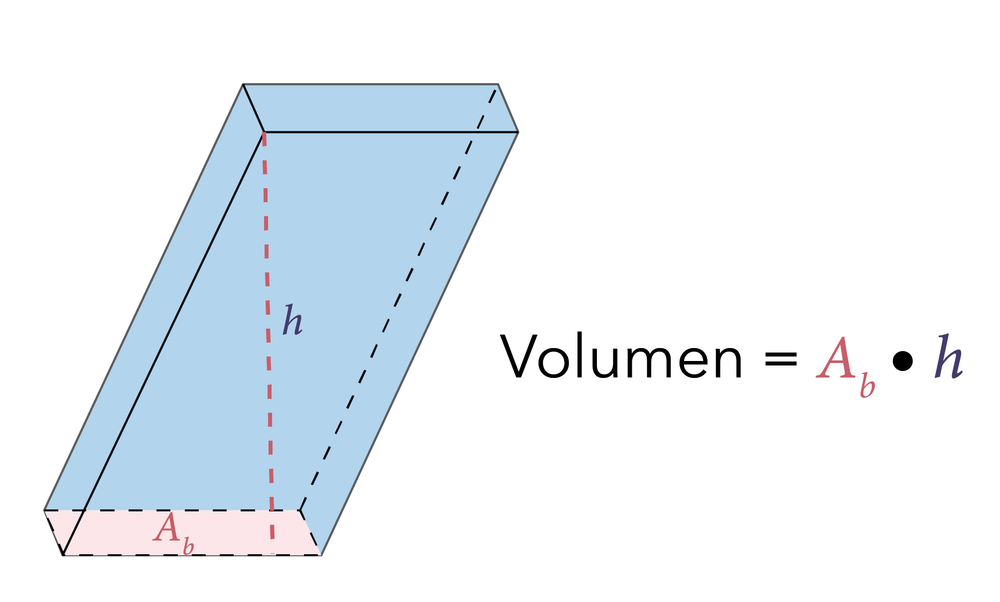 h
Volumen = A_b • h
A_b